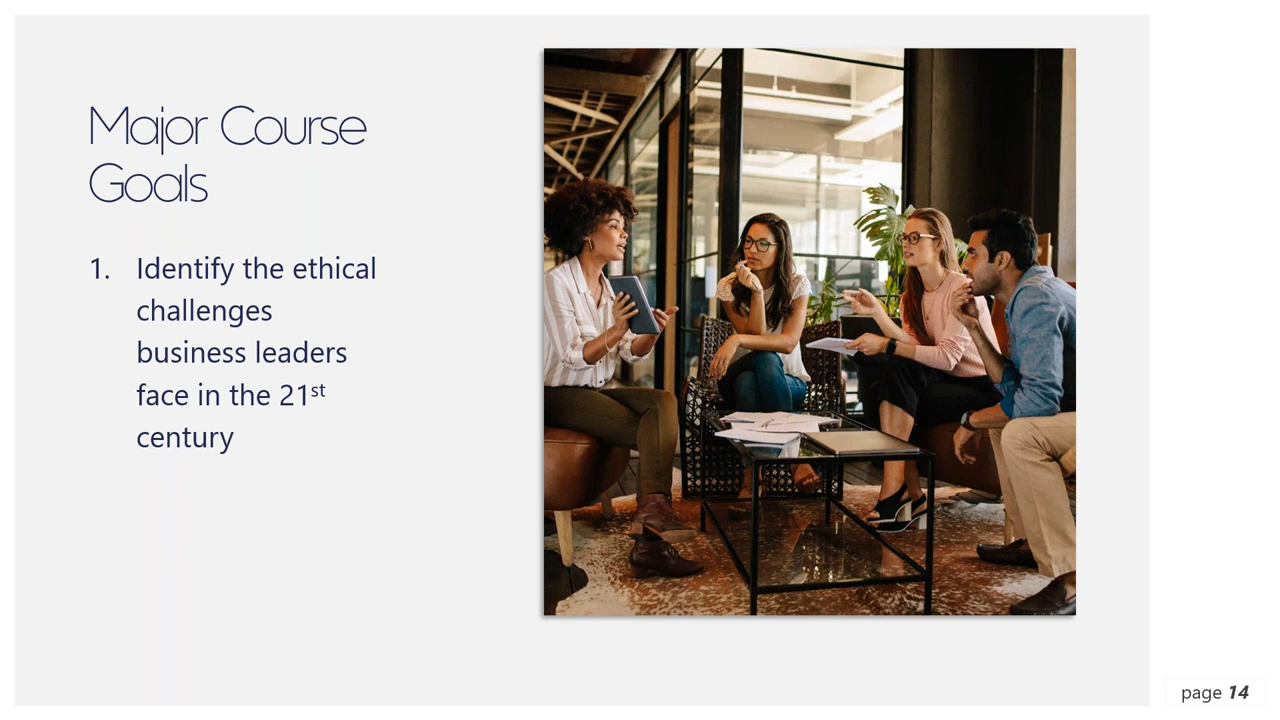 Major Course
Goals
1. Identify the ethical
challenges
business leaders
face in the 21st
century
page 14